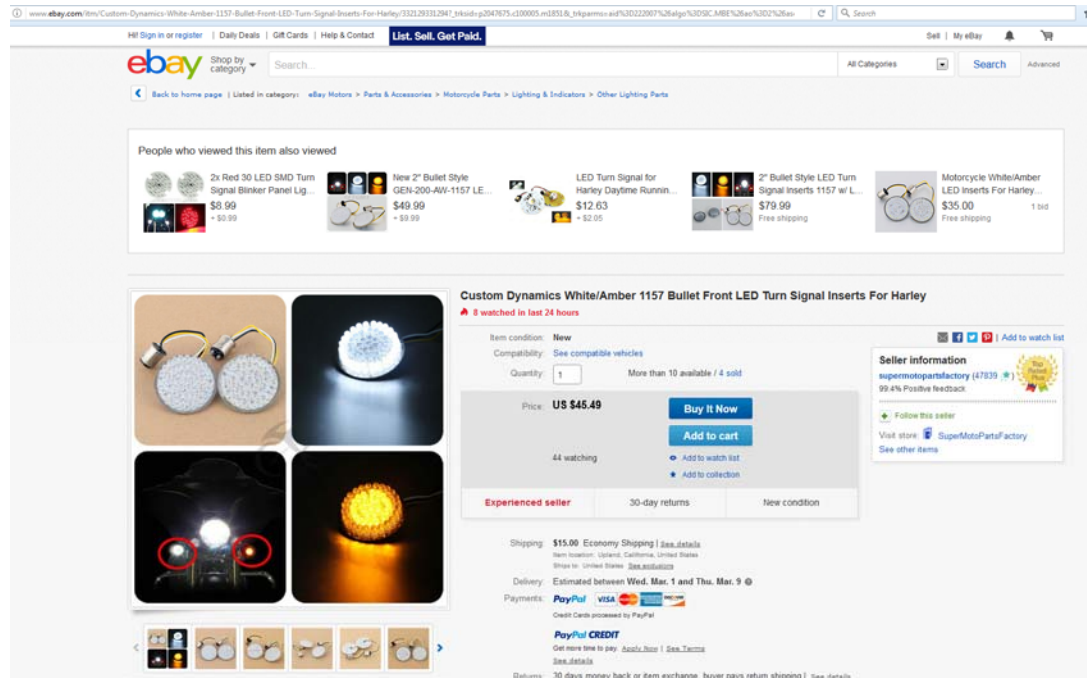 www.ebay.com/itm/Custom-Dynamics-White-Amber-1157-Bullet-Front-LED-Turn-Signal-Inserts-For-Harley/
Search
Hi! Sign in or register | Daily Deals | Gift Cards | Help & Contact
List. Sell. Get Paid.
Sell | My eBay
ebay
Shop by category
Search...
All Categories
Search
Advanced
Back to home page | Listed in category: eBay Motors > Parts & Accessories > Motorcycle Parts > Lighting & Indicators > Other Lighting Parts
People who viewed this item also viewed
2x Red 30 LED SMD Turn
Signal Blinker Panel Lig...
$8.99
+ $0.99
New 2" Bullet Style
GEN-200-AW-1157 LE...
$49.99
+ $9.99
LED Turn Signal for
Harley Daytime Runnin...
$12.63
+ $2.05
2" Bullet Style LED Turn
Signal Inserts 1157 w/ L...
$79.99
Free shipping
Motorcycle White/Amber
LED Inserts For Harley...
$35.00
1 bid
Free shipping
Custom Dynamics White/Amber 1157 Bullet Front LED Turn Signal Inserts For Harley
8 watched in last 24 hours
Item condition: New
Compatibility: See compatible vehicles
Quantity: 1 More than 10 available / 4 sold
Price: US $45.49
Buy It Now
Add to cart
44 watching
Add to watch list
Add to collection
Experienced seller
30-day returns
New condition
Shipping: $15.00 Economy Shipping | See details
Item location: Upland, California, United States
Ships to: United States See exclusions
Delivery: Estimated between Wed. Mar. 1 and Thu. Mar. 9
Payments: PayPal VISA
Credit Cards processed by PayPal
PayPal CREDIT
Get more time to pay. Apply Now | See Terms
See details
Returns: 30 days money back or item exchange, buyer pays return shipping | See details
| Add to watch list
Seller information
supermotopartsfactory (47839)
99.4% Positive feedback
Top Rated Plus
Follow this seller
Visit store: SuperMotoPartsFactory
See other items